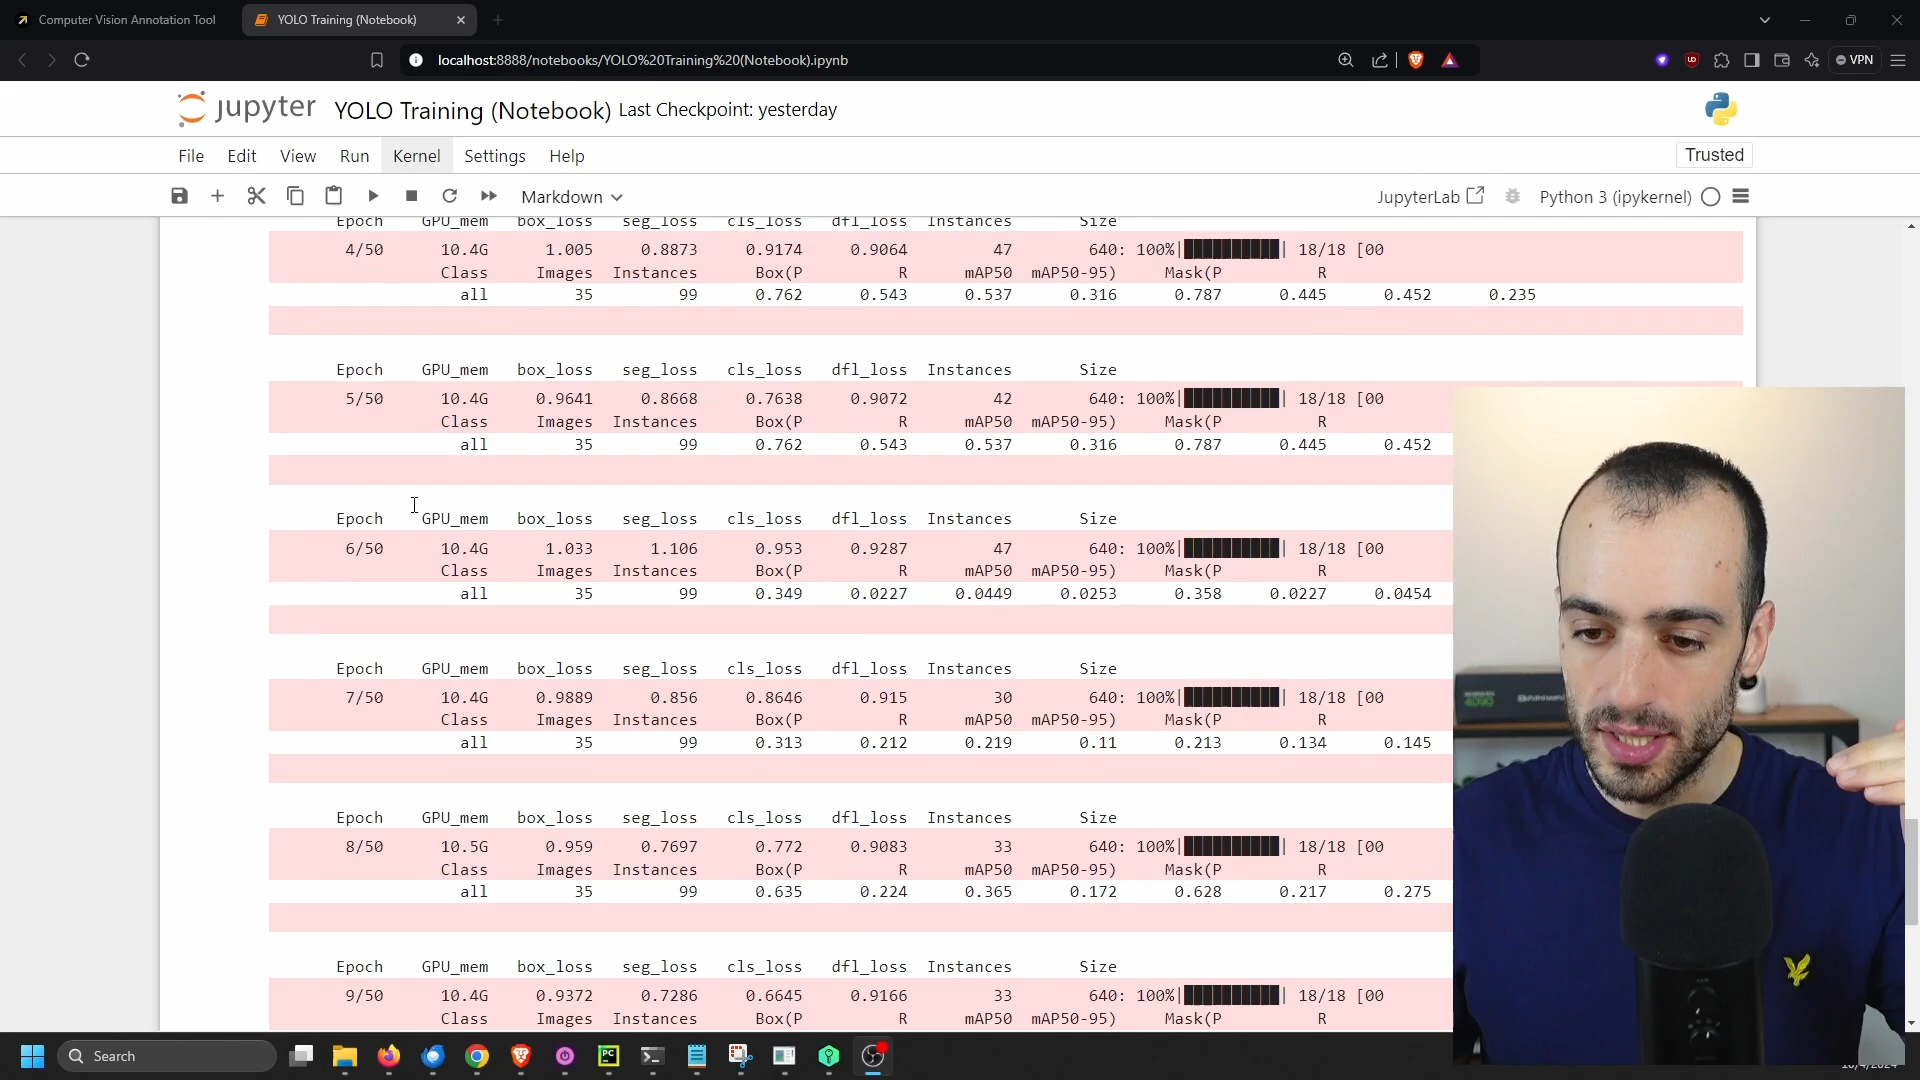 Computer Vision Annotation Tool
YOLO Training (Notebook)
localhost:8888/notebooks/YOLO%20Training%20(Notebook).ipynb
VPN
jupyter YOLO Training (Notebook) Last Checkpoint: yesterday
File Edit View Run Kernel Settings Help
Trusted
Markdown
JupyterLab
Python 3 (ipykernel)
Epoch GPU_mem box_loss seg_loss cls_loss dfl_loss Instances Size
4/50 10.4G 1.005 0.8873 0.9174 0.9064 47 640: 100%|██████████| 18/18 [00
Class Images Instances Box(P R mAP50 mAP50-95) Mask(P R
all 35 99 0.762 0.543 0.537 0.316 0.787 0.445 0.452 0.235
Epoch GPU_mem box_loss seg_loss cls_loss dfl_loss Instances Size
5/50 10.4G 0.9641 0.8668 0.7638 0.9072 42 640: 100%|██████████| 18/18 [00
Class Images Instances Box(P R mAP50 mAP50-95) Mask(P R
all 35 99 0.762 0.543 0.537 0.316 0.787 0.445 0.452
Epoch GPU_mem box_loss seg_loss cls_loss dfl_loss Instances Size
6/50 10.4G 1.033 1.106 0.953 0.9287 47 640: 100%|██████████| 18/18 [00
Class Images Instances Box(P R mAP50 mAP50-95) Mask(P R
all 35 99 0.349 0.0227 0.0449 0.0253 0.358 0.0227 0.0454
Epoch GPU_mem box_loss seg_loss cls_loss dfl_loss Instances Size
7/50 10.4G 0.9889 0.856 0.8646 0.915 30 640: 100%|██████████| 18/18 [00
Class Images Instances Box(P R mAP50 mAP50-95) Mask(P R
all 35 99 0.313 0.212 0.219 0.11 0.213 0.134 0.145
Epoch GPU_mem box_loss seg_loss cls_loss dfl_loss Instances Size
8/50 10.5G 0.959 0.7697 0.772 0.9083 33 640: 100%|██████████| 18/18 [00
Class Images Instances Box(P R mAP50 mAP50-95) Mask(P R
all 35 99 0.635 0.224 0.365 0.172 0.628 0.217 0.275
Epoch GPU_mem box_loss seg_loss cls_loss dfl_loss Instances Size
9/50 10.4G 0.9372 0.7286 0.6645 0.9166 33 640: 100%|██████████| 18/18 [00
Class Images Instances Box(P R mAP50 mAP50-95) Mask(P R
Search